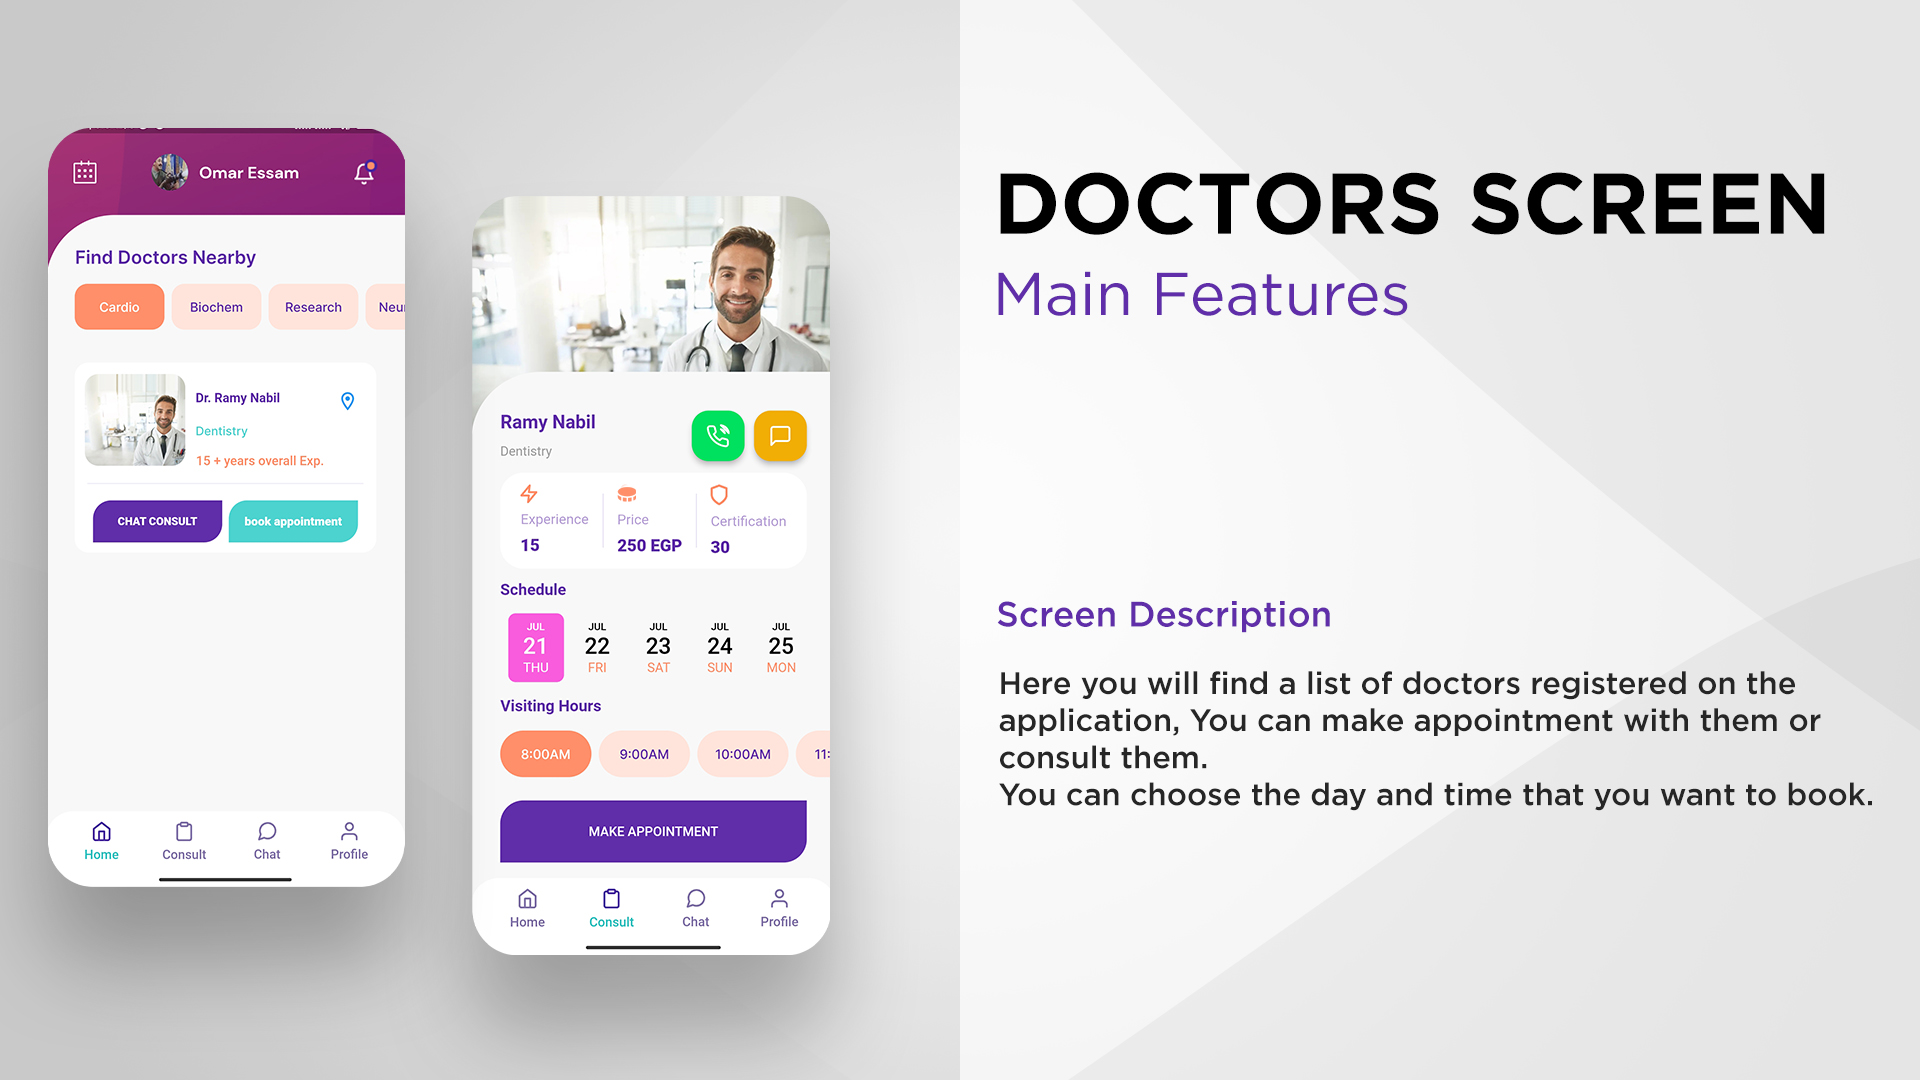 Omar Essam
Find Doctors Nearby
Cardio
Biochem
Research
Dr. Ramy Nabil
Dentistry
15 + years overall Exp.
CHAT CONSULT
book appointment
Home
Consult
Chat
Profile
Ramy Nabil
Dentistry
Experience
15
Price
250 EGP
Certification
30
Schedule
JUL
21
THU
JUL
22
FRI
JUL
23
SAT
JUL
24
SUN
JUL
25
MON
Visiting Hours
8:00AM
9:00AM
10:00AM
11:
MAKE APPOINTMENT
Home
Consult
Chat
Profile
DOCTORS SCREEN
Main Features
Screen Description
Here you will find a list of doctors registered on the
application, You can make appointment with them or
consult them.
You can choose the day and time that you want to book.